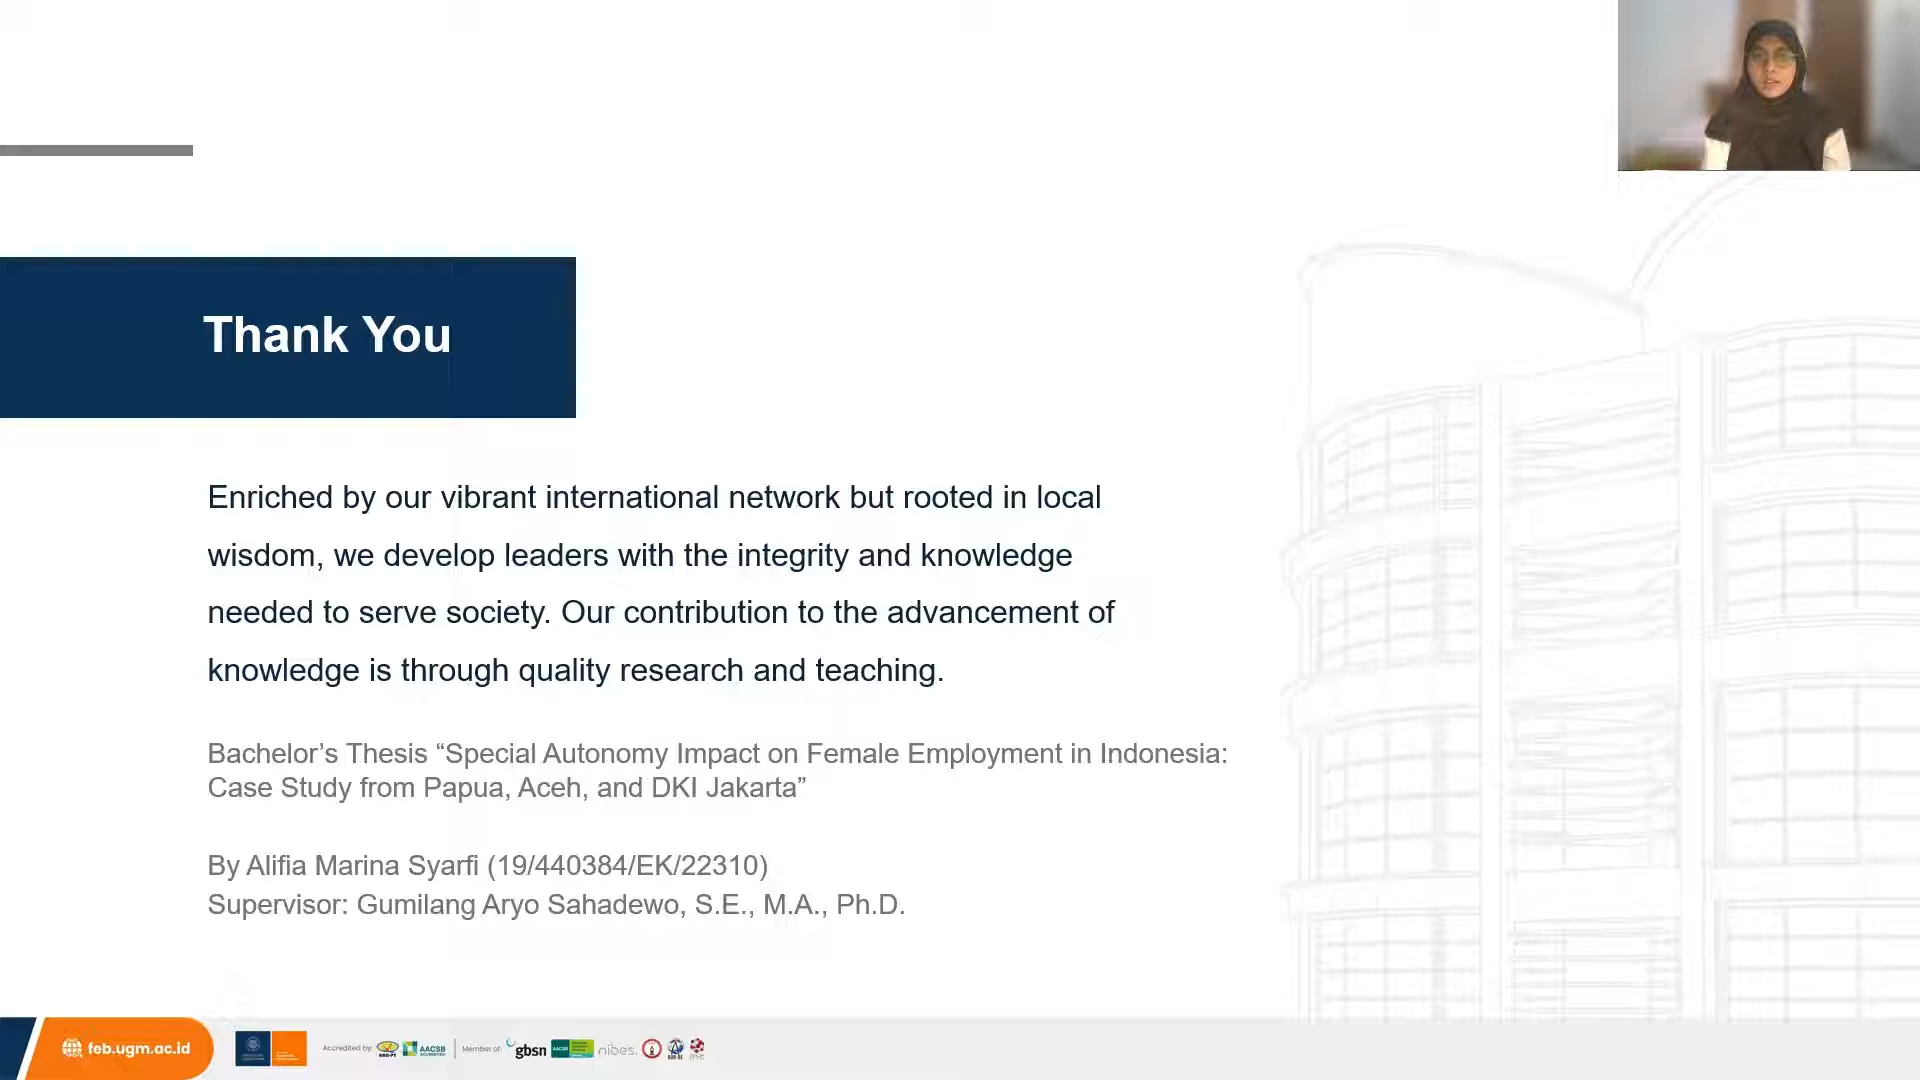 Thank You
Enriched by our vibrant international network but rooted in local
wisdom, we develop leaders with the integrity and knowledge
needed to serve society. Our contribution to the advancement of
knowledge is through quality research and teaching.
Bachelor’s Thesis “Special Autonomy Impact on Female Employment in Indonesia:
Case Study from Papua, Aceh, and DKI Jakarta”
By Alifia Marina Syarfi (19/440384/EK/22310)
Supervisor: Gumilang Aryo Sahadewo, S.E., M.A., Ph.D.
feb.ugm.ac.id
Accredited by
AACSB
Member of
gbsn
AACSB
nibes.